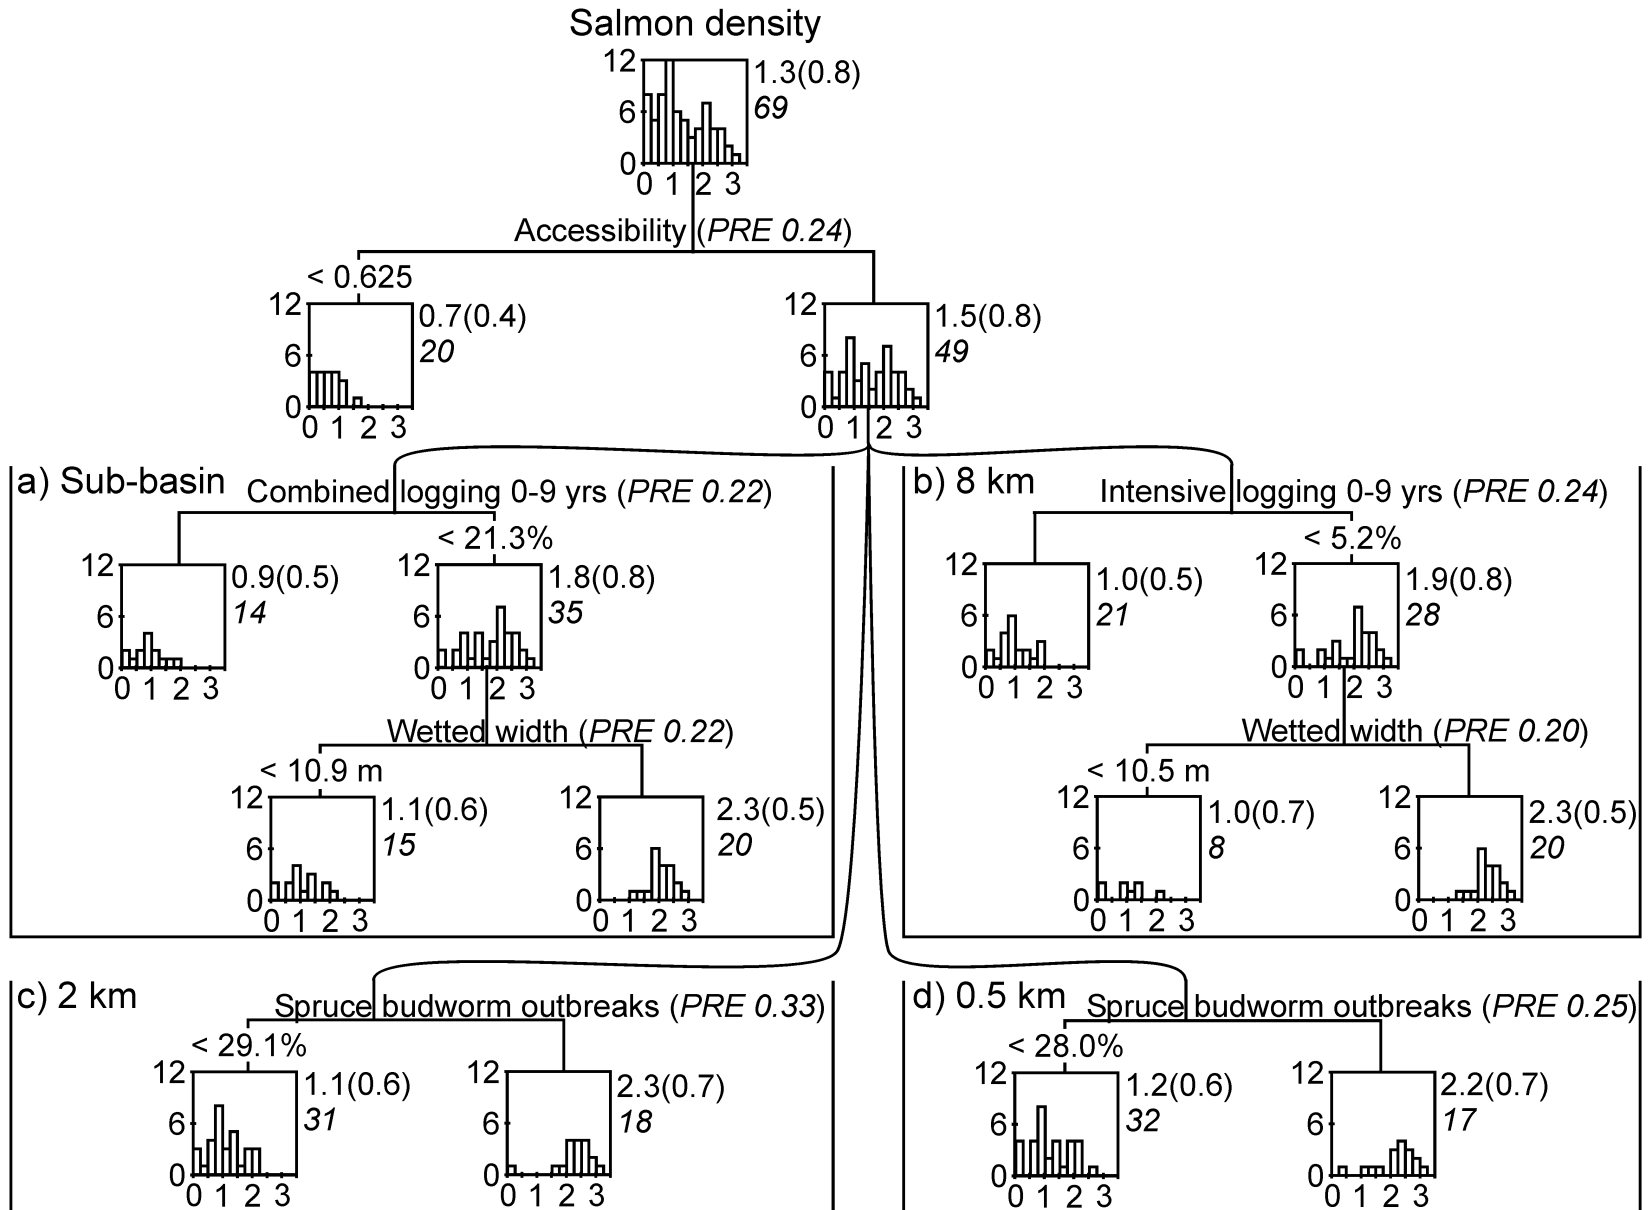 Salmon density
12
6
0
0 1 2 3
1.3(0.8)
69
Accessibility (PRE 0.24)
< 0.625
12
6
0
0 1 2 3
0.7(0.4)
20
12
6
0
0 1 2 3
1.5(0.8)
49
a) Sub-basin
Combined logging 0-9 yrs (PRE 0.22)
12
6
0
0 1 2 3
0.9(0.5)
14
< 21.3%
12
6
0
0 1 2 3
1.8(0.8)
35
Wetted width (PRE 0.22)
< 10.9 m
12
6
0
0 1 2 3
1.1(0.6)
15
12
6
0
0 1 2 3
2.3(0.5)
20
b) 8 km
Intensive logging 0-9 yrs (PRE 0.24)
12
6
0
0 1 2 3
1.0(0.5)
21
< 5.2%
12
6
0
0 1 2 3
1.9(0.8)
28
Wetted width (PRE 0.20)
< 10.5 m
12
6
0
0 1 2 3
1.0(0.7)
8
12
6
0
0 1 2 3
2.3(0.5)
20
c) 2 km
Spruce budworm outbreaks (PRE 0.33)
< 29.1%
12
6
0
0 1 2 3
1.1(0.6)
31
12
6
0
0 1 2 3
2.3(0.7)
18
d) 0.5 km
Spruce budworm outbreaks (PRE 0.25)
< 28.0%
12
6
0
0 1 2 3
1.2(0.6)
32
12
6
0
0 1 2 3
2.2(0.7)
17